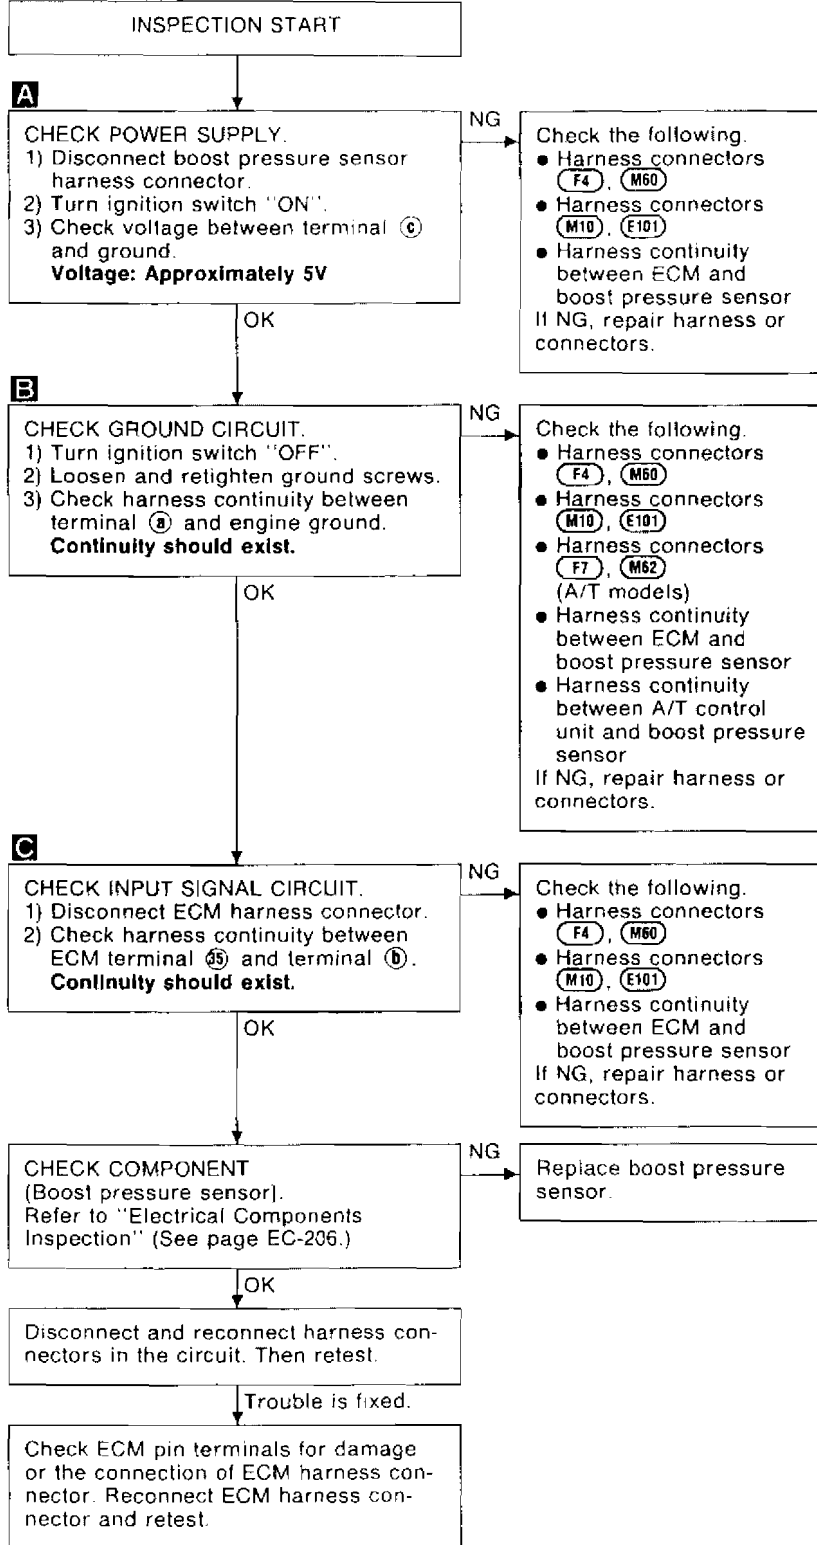 INSPECTION START
A
CHECK POWER SUPPLY.
1) Disconnect boost pressure sensor
harness connector.
2) Turn ignition switch "ON".
3) Check voltage between terminal ⓒ
and ground.
Voltage: Approximately 5V
NG
Check the following.
● Harness connectors
F4, M60
● Harness connectors
M10, E101
● Harness continuity
between ECM and
boost pressure sensor
If NG, repair harness or
connectors.
OK
B
CHECK GROUND CIRCUIT.
1) Turn ignition switch "OFF".
2) Loosen and retighten ground screws.
3) Check harness continuity between
terminal ⓐ and engine ground.
Continuity should exist.
NG
Check the following.
● Harness connectors
F4, M60
● Harness connectors
M10, E101
● Harness connectors
F7, M62
(A/T models)
● Harness continuity
between ECM and
boost pressure sensor
● Harness continuity
between A/T control
unit and boost pressure
sensor
If NG, repair harness or
connectors.
OK
C
CHECK INPUT SIGNAL CIRCUIT.
1) Disconnect ECM harness connector.
2) Check harness continuity between
ECM terminal ㉟ and terminal ⓑ.
Continuity should exist.
NG
Check the following.
● Harness connectors
F4, M60
● Harness connectors
M10, E101
● Harness continuity
between ECM and
boost pressure sensor
If NG, repair harness or
connectors.
OK
CHECK COMPONENT
(Boost pressure sensor).
Refer to "Electrical Components
Inspection" (See page EC-206.)
NG
Replace boost pressure
sensor.
OK
Disconnect and reconnect harness con-
nectors in the circuit. Then retest.
Trouble is fixed.
Check ECM pin terminals for damage
or the connection of ECM harness con-
nector. Reconnect ECM harness con-
nector and retest.